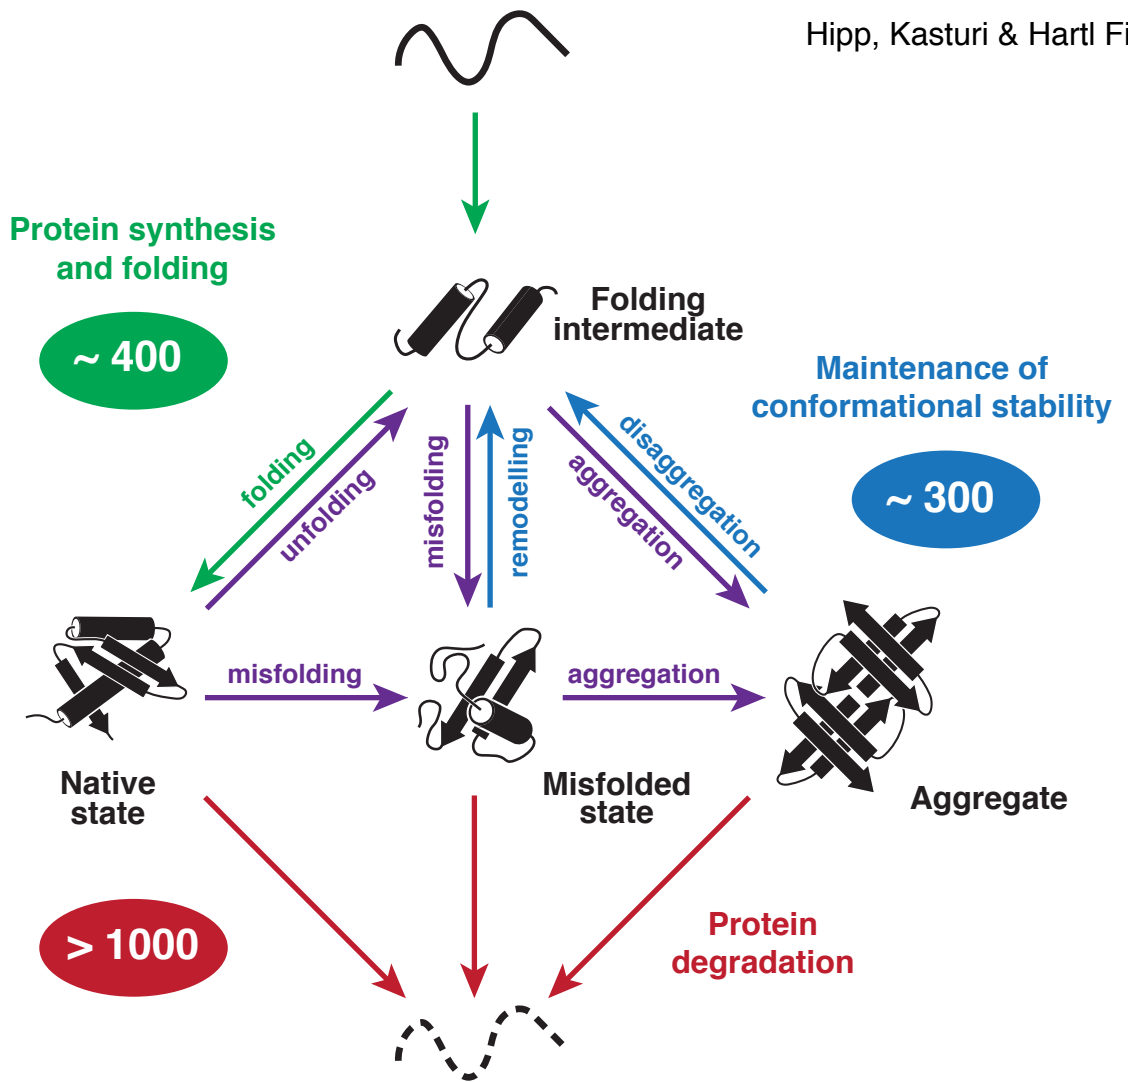 Hipp, Kasturi & Hartl Fi
Protein synthesis
and folding
~ 400
Folding
intermediate
Maintenance of
conformational stability
~ 300
folding
unfolding
misfolding
remodelling
aggregation
disaggregation
misfolding
aggregation
Native
state
Misfolded
state
Aggregate
> 1000
Protein
degradation